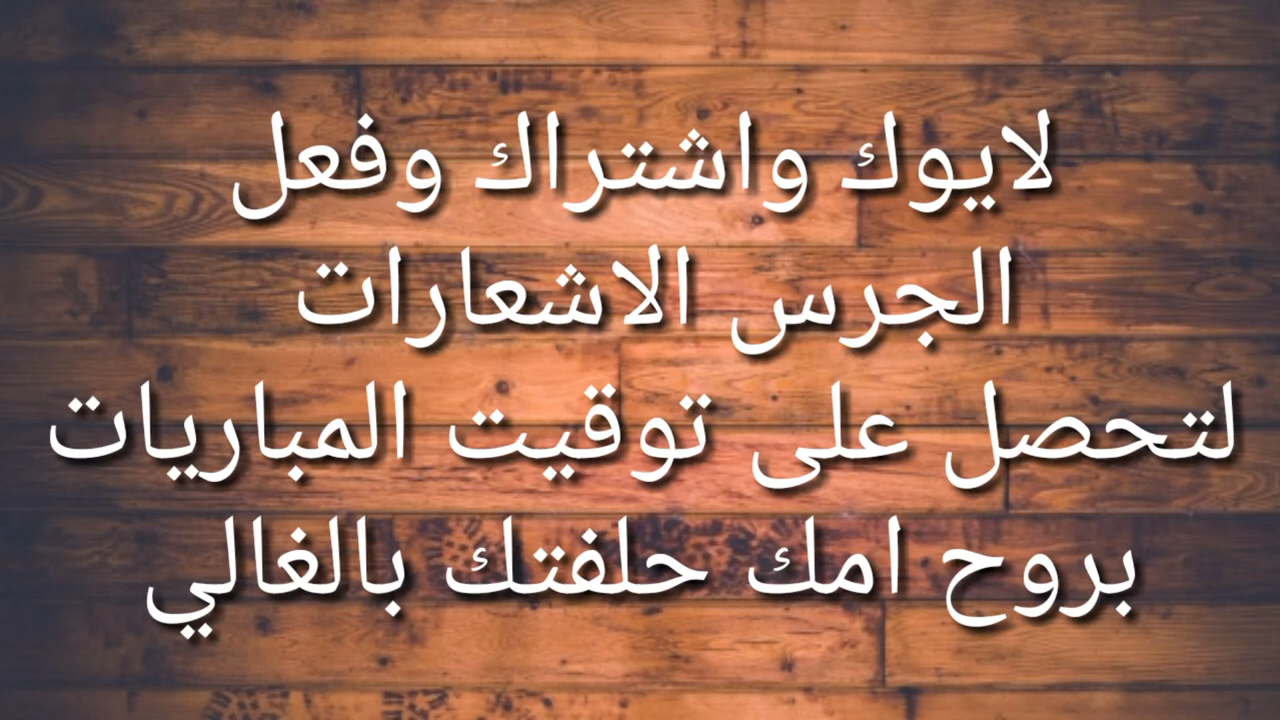 لايوك واشتراك وفعل
الجرس الاشعارات
لتحصل على توقيت المباريات
بروح امك حلفتك بالغالي